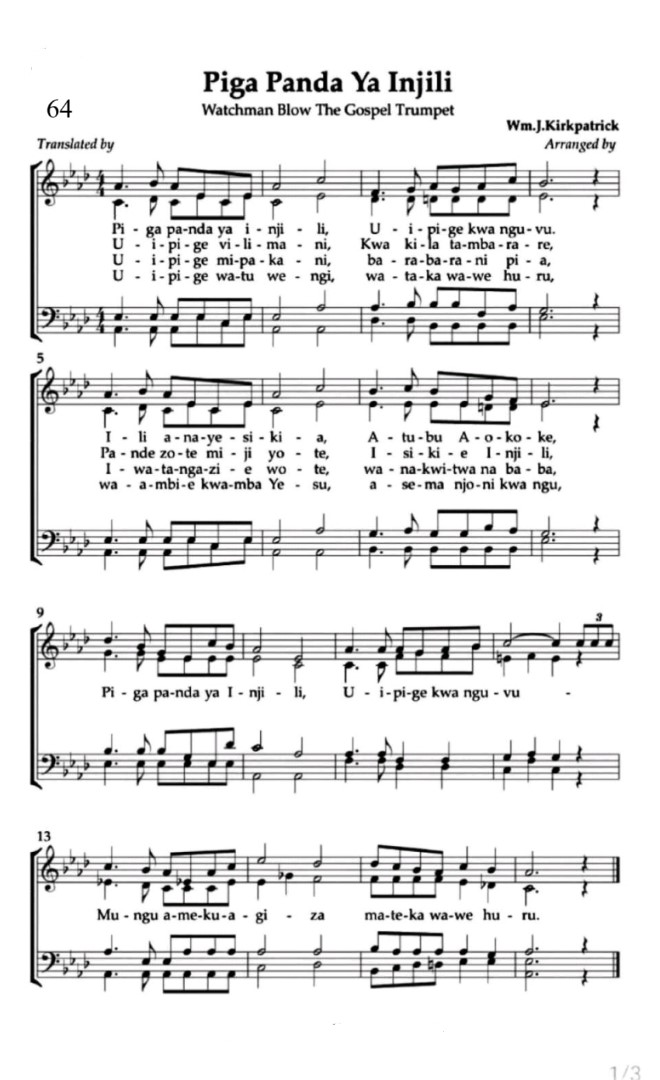 Piga Panda Ya Injili
64
Watchman Blow The Gospel Trumpet
Wm.J.Kirkpatrick
Translated by
Arranged by
Pi - ga pa-nda ya i - nji - li, U - i - pi-ge kwa ngu-vu.
U - i - pi - ge vi - li - ma - ni, Kwa ki - la ta-mba-ra - re,
U - i - pi - ge mi-pa - ka - ni, ba - ra-ba-ra - ni pi - a,
U - i - pi - ge wa-tu we - ngi, wa - ta-ka wa-we hu - ru,
5
I - li a-na-ye - si - ki - a, A - tu-bu A - o-ko - ke,
Pa - nde zo-te mi - ji yo - te, I - si - ki - e I - nji - li,
I - wa-ta-nga-zi - e wo - te, wa - na-kwi-twa na ba - ba,
wa - a-mbi-e kwa-mba Ye - su, a - se-ma njo-ni kwa ngu,
9
3
Pi - ga pa-nda ya I - nji - li, U - i - pi-ge kwa ngu-vu -
13
Mu - ngu a-me-ku-a - gi - za ma-te-ka wa-we hu - ru.
1/3